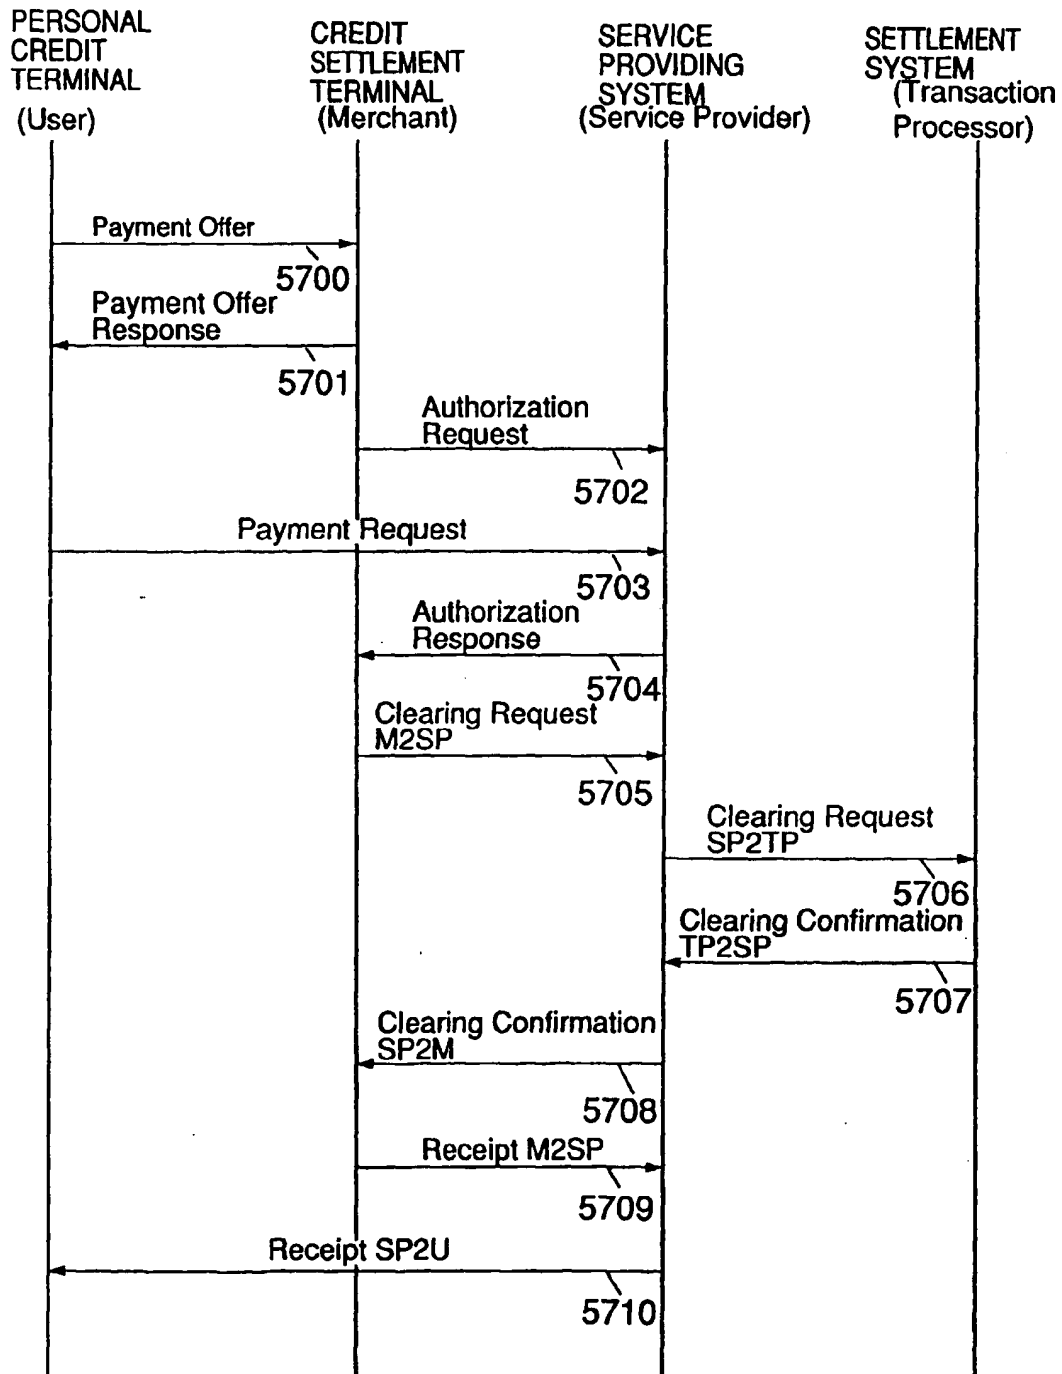 PERSONAL
CREDIT
TERMINAL
(User)
CREDIT
SETTLEMENT
TERMINAL
(Merchant)
SERVICE
PROVIDING
SYSTEM
(Service Provider)
SETTLEMENT
SYSTEM
(Transaction
Processor)
Payment Offer
5700
Payment Offer
Response
5701
Authorization
Request
5702
Payment Request
5703
Authorization
Response
5704
Clearing Request
M2SP
5705
Clearing Request
SP2TP
5706
Clearing Confirmation
TP2SP
5707
Clearing Confirmation
SP2M
5708
Receipt M2SP
5709
Receipt SP2U
5710